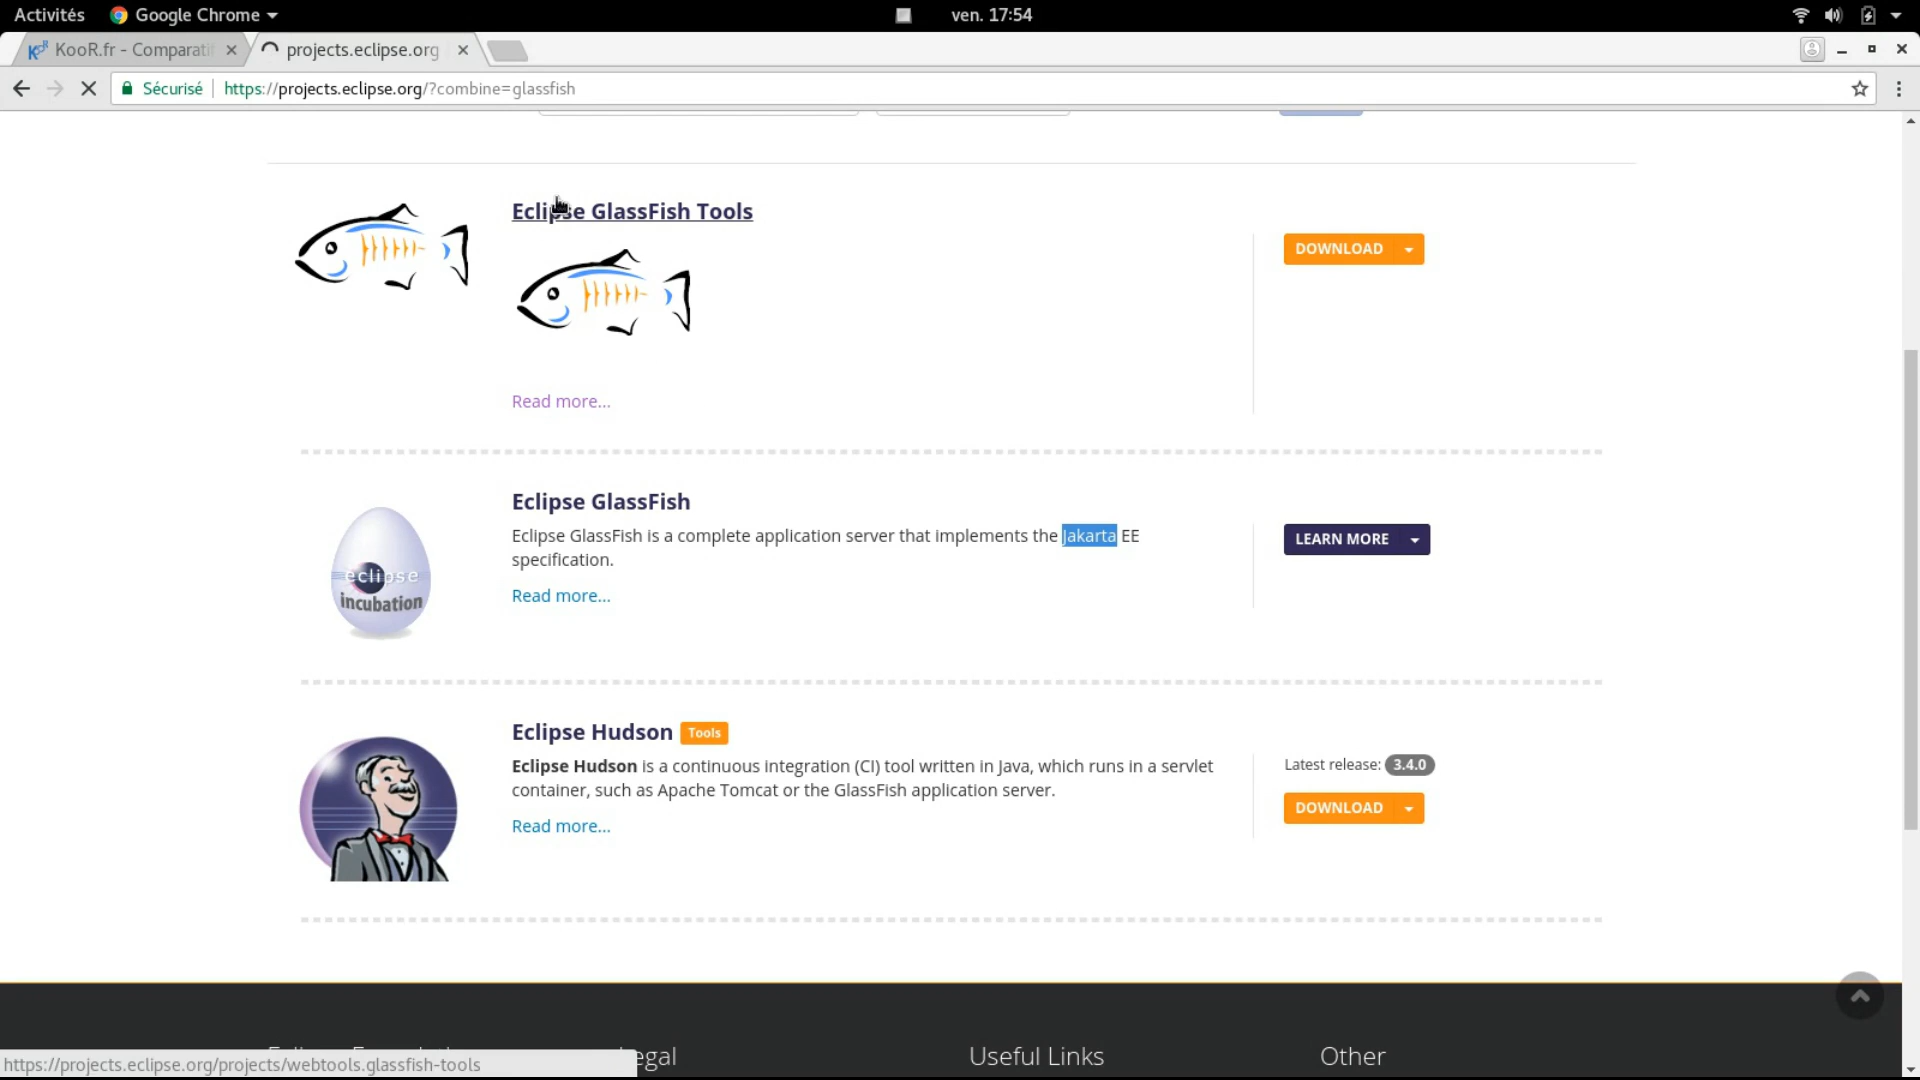 Activités Google Chrome ven. 17:54
KooR.fr - Comparatif projects.eclipse.org
Sécurisé https://projects.eclipse.org/?combine=glassfish
Eclipse GlassFish Tools
DOWNLOAD
Read more...
Eclipse GlassFish
Eclipse GlassFish is a complete application server that implements the Jakarta EE
specification.
LEARN MORE
eclipse
incubation
Read more...
Eclipse Hudson Tools
Eclipse Hudson is a continuous integration (CI) tool written in Java, which runs in a servlet
container, such as Apache Tomcat or the GlassFish application server.
Latest release: 3.4.0
DOWNLOAD
Read more...
Legal Useful Links Other
https://projects.eclipse.org/projects/webtools.glassfish-tools